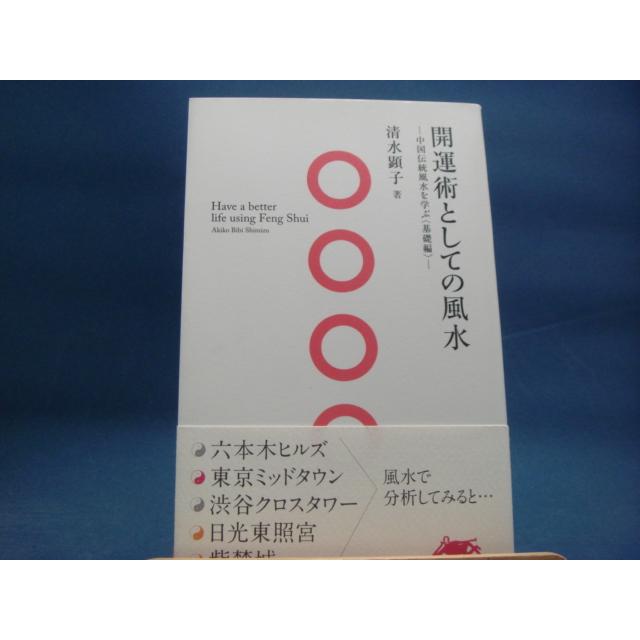 開運術としての風水
―中国伝統風水を学ぶ〈基礎編〉―
清水顕子 著
Have a better
life using Feng Shui
Akiko Bibi Shimizu
六本木ヒルズ
東京ミッドタウン
渋谷クロスタワー
日光東照宮
紫禁城
風水で
分析してみると…